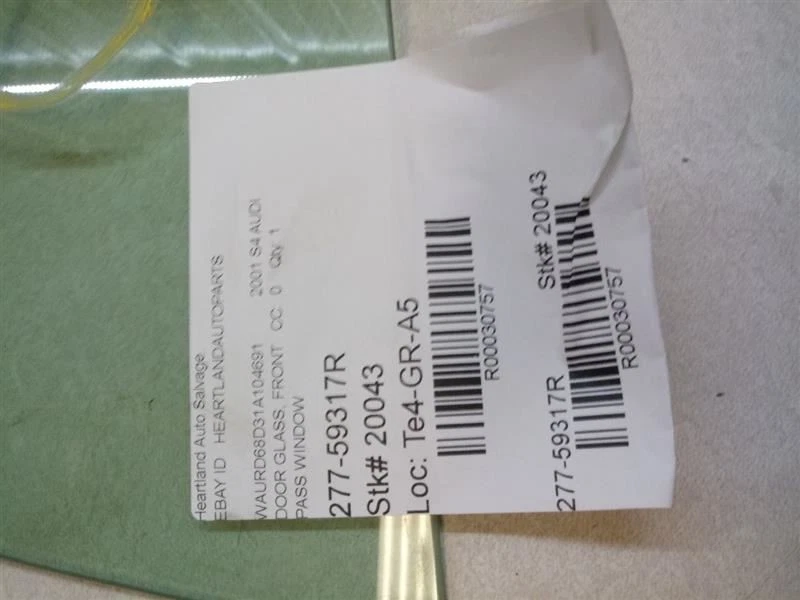 Heartland Auto Salvage
EBAY ID HEARTLANDAUTOPARTS
WAURD68D31A104691 2001 S4 AUDI
DOOR GLASS, FRONT CC: 0 Qty 1
PASS WINDOW
277-59317R
Stk# 20043
Loc: Te4-GR-A5
R00030757
277-59317R Stk# 20043
R00030757